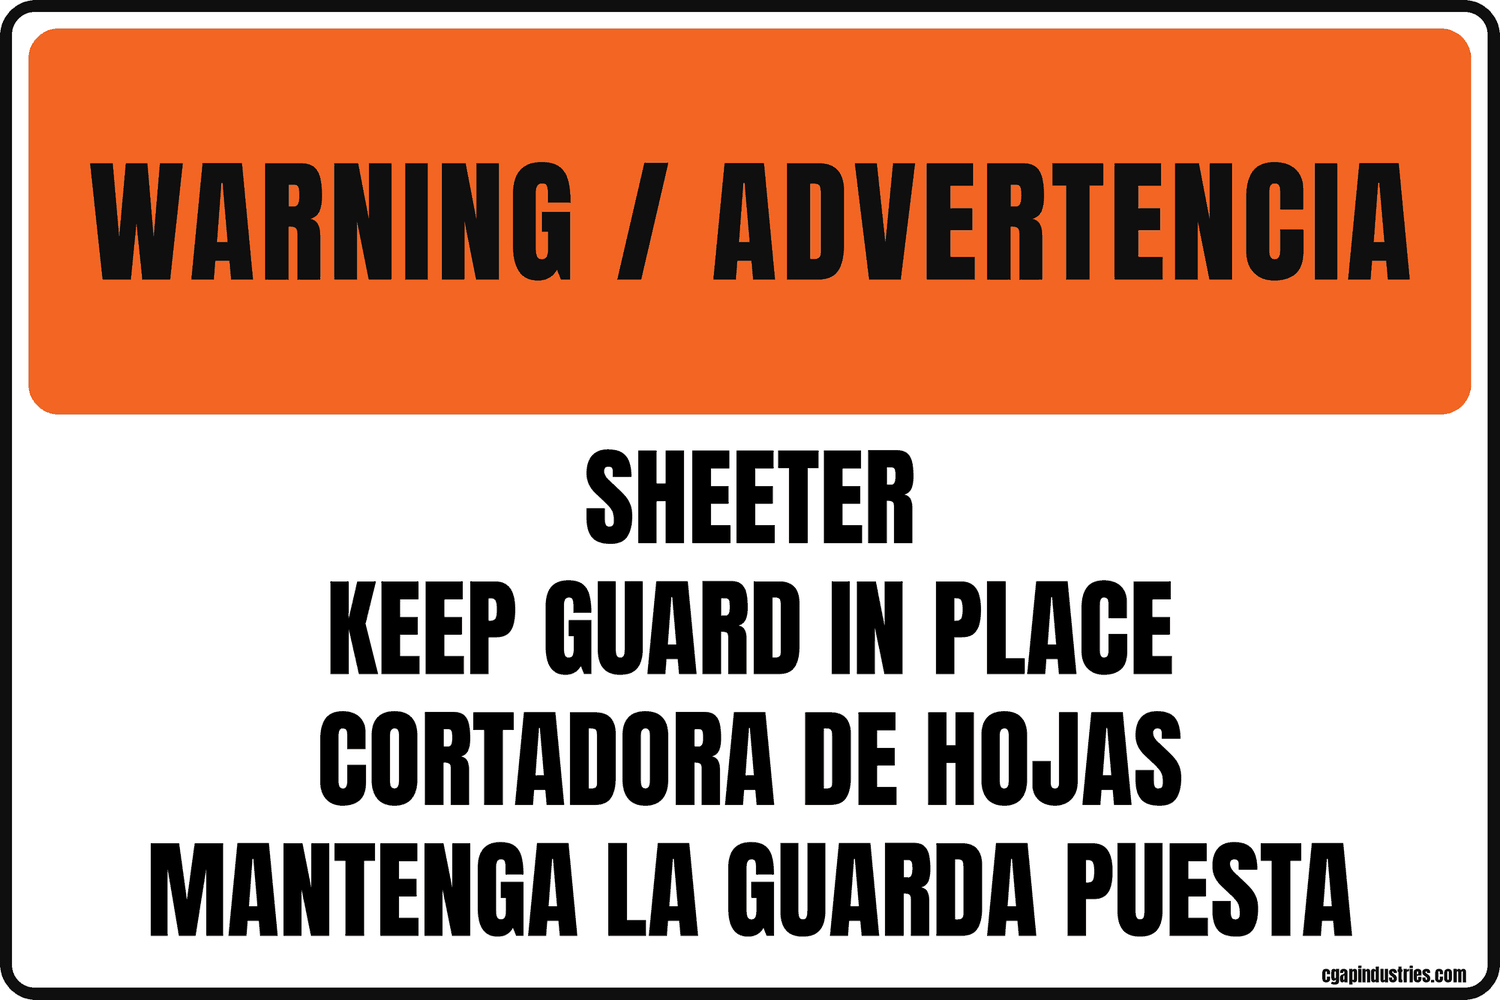 WARNING / ADVERTENCIA
SHEETER
KEEP GUARD IN PLACE
CORTADORA DE HOJAS
MANTENGA LA GUARDA PUESTA
cgapindustries.com